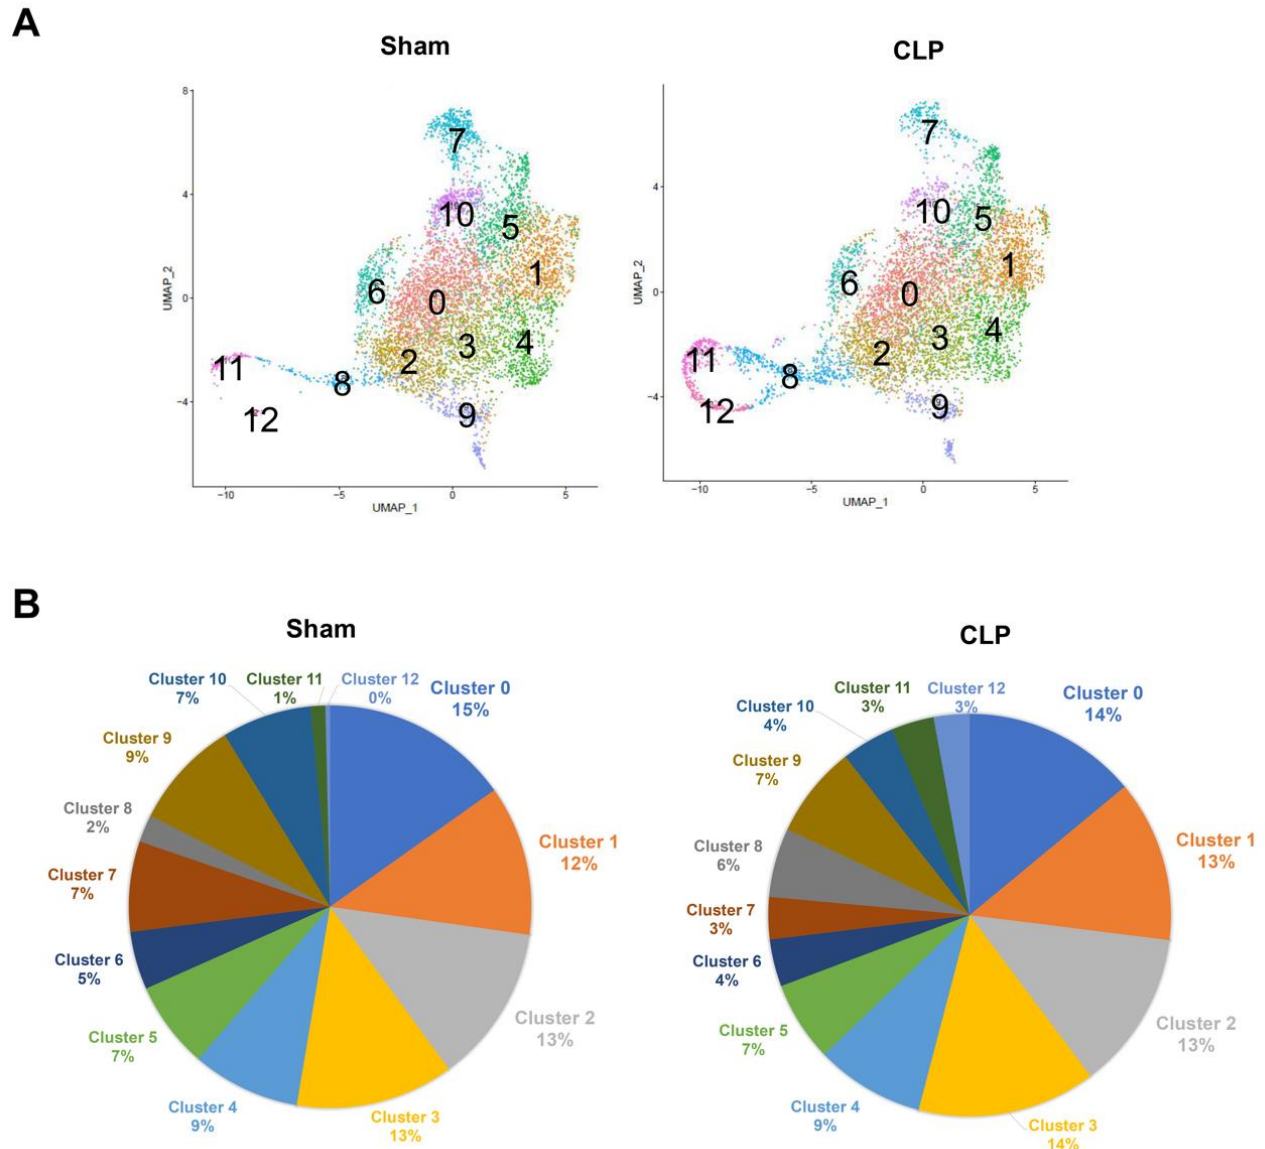 A
Sham
CLP
8
4
0
−4
UMAP_2
7
10
5
1
6
0
3
4
2
11
8
12
9
−10
−5
0
5
UMAP_1
4
0
−4
UMAP_2
7
10
5
1
6
0
3
4
2
11
8
12
9
−10
−5
0
5
UMAP_1
B
Sham
Cluster 0
15%
Cluster 1
12%
Cluster 2
13%
Cluster 3
13%
Cluster 4
9%
Cluster 5
7%
Cluster 6
5%
Cluster 7
7%
Cluster 8
2%
Cluster 9
9%
Cluster 10
7%
Cluster 11
1%
Cluster 12
0%
CLP
Cluster 0
14%
Cluster 1
13%
Cluster 2
13%
Cluster 3
14%
Cluster 4
9%
Cluster 5
7%
Cluster 6
4%
Cluster 7
3%
Cluster 8
6%
Cluster 9
7%
Cluster 10
4%
Cluster 11
3%
Cluster 12
3%